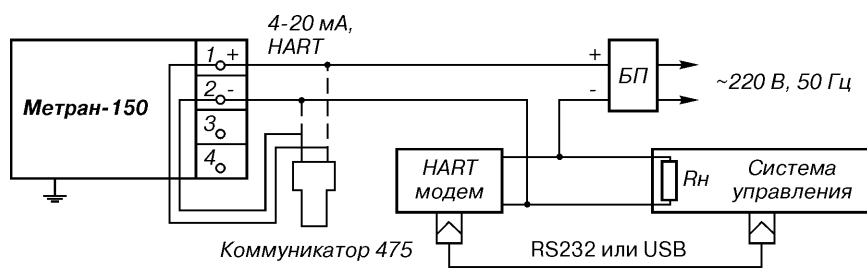 4-20 мА,
HART
Метран-150
1 +
2 -
3
4
+
-
БП
~220 В, 50 Гц
HART
модем
Rн
Система
управления
Коммуникатор 475
RS232 или USB